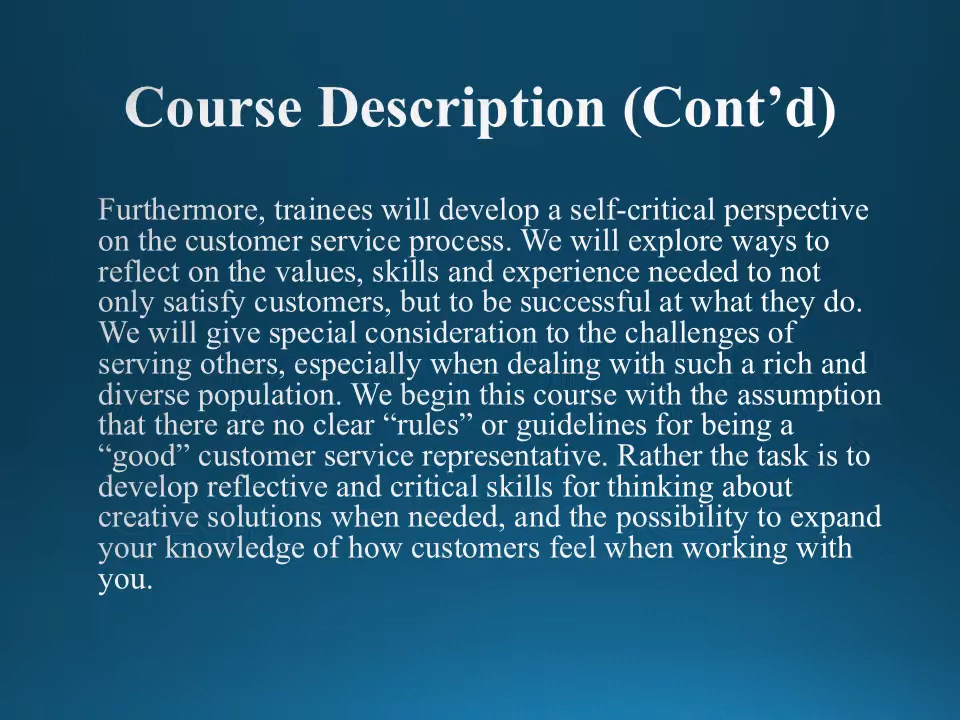 Course Description (Cont’d)
Furthermore, trainees will develop a self-critical perspective
on the customer service process. We will explore ways to
reflect on the values, skills and experience needed to not
only satisfy customers, but to be successful at what they do.
We will give special consideration to the challenges of
serving others, especially when dealing with such a rich and
diverse population. We begin this course with the assumption
that there are no clear “rules” or guidelines for being a
“good” customer service representative. Rather the task is to
develop reflective and critical skills for thinking about
creative solutions when needed, and the possibility to expand
your knowledge of how customers feel when working with
you.